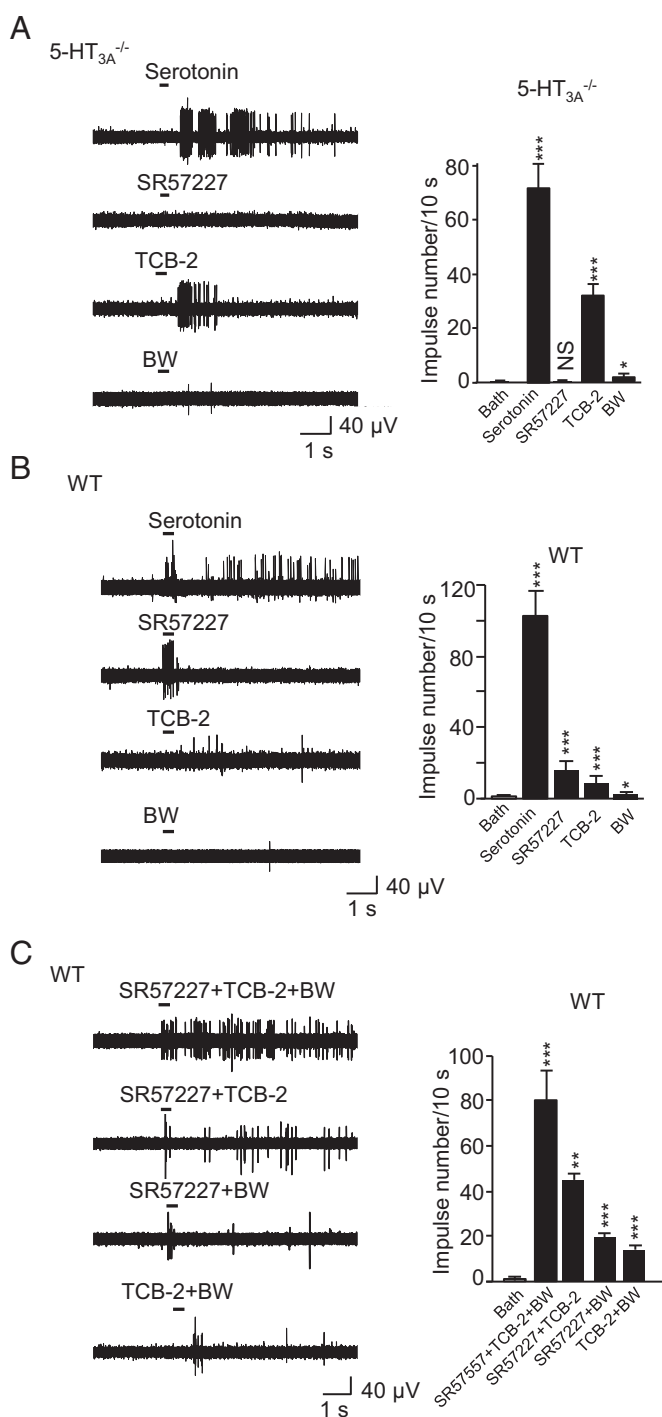 A
5-HT3A-/-
Serotonin
SR57227
TCB-2
BW
40 µV
1 s
5-HT3A-/-
Impulse number/10 s
80
60
40
20
0
***
NS
***
*
Bath
Serotonin
SR57227
TCB-2
BW
B
WT
Serotonin
SR57227
TCB-2
BW
40 µV
1 s
WT
Impulse number/10 s
120
80
40
0
***
***
***
*
Bath
Serotonin
SR57227
TCB-2
BW
C
WT
SR57227+TCB-2+BW
SR57227+TCB-2
SR57227+BW
TCB-2+BW
40 µV
1 s
WT
Impulse number/10 s
100
80
60
40
20
0
***
**
***
***
Bath
SR57557+TCB-2+BW
SR57227+TCB-2
SR57227+BW
TCB-2+BW